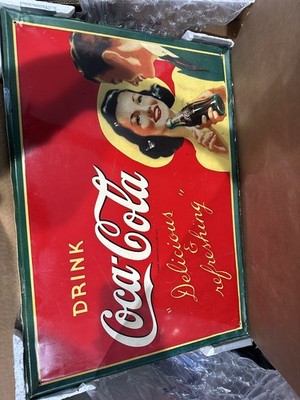 DRINK
Coca-Cola
"Delicious
&
refreshing"